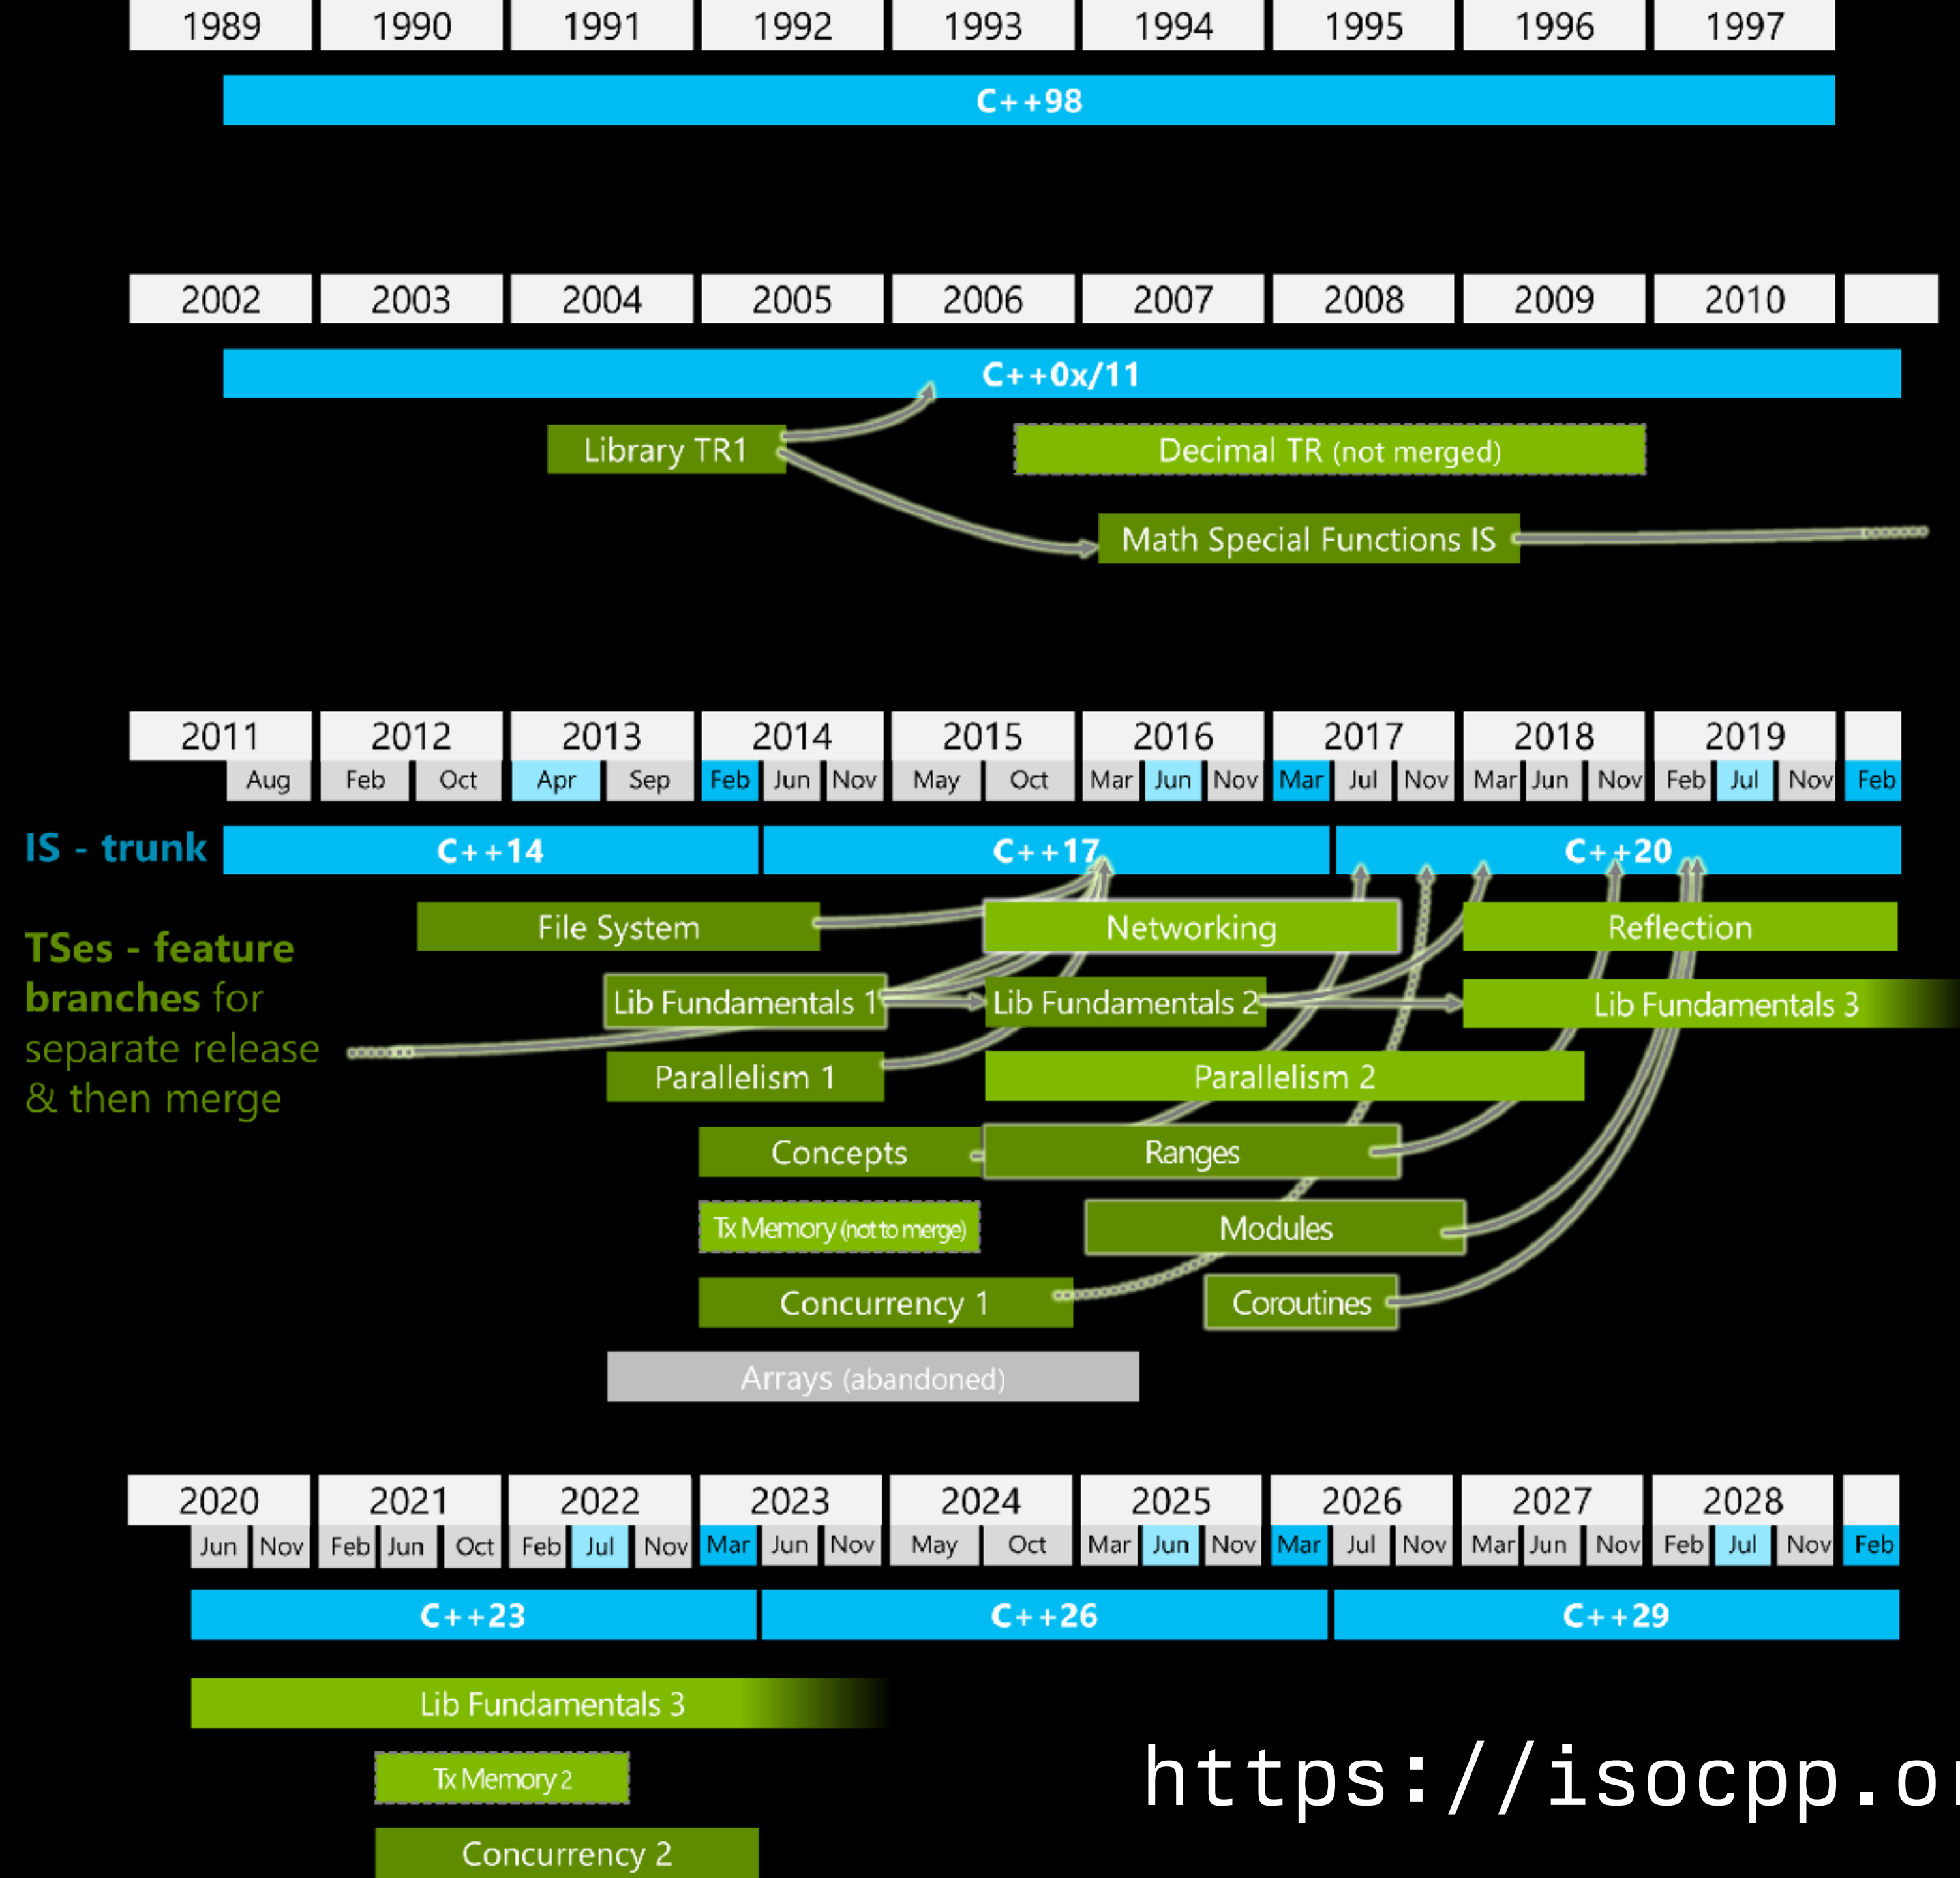 1989 1990 1991 1992 1993 1994 1995 1996 1997
C++98
2002 2003 2004 2005 2006 2007 2008 2009 2010
C++0x/11
Library TR1
Decimal TR (not merged)
Math Special Functions IS
2011 2012 2013 2014 2015 2016 2017 2018 2019
Aug Feb Oct Apr Sep Feb Jun Nov May Oct Mar Jun Nov Mar Jul Nov Mar Jun Nov Feb Jul Nov Feb
IS - trunk C++14 C++17 C++20
File System Networking Reflection
TSes - feature
branches for
separate release
& then merge
Lib Fundamentals 1 Lib Fundamentals 2 Lib Fundamentals 3
Parallelism 1 Parallelism 2
Concepts Ranges
Tx Memory (not to merge) Modules
Concurrency 1 Coroutines
Arrays (abandoned)
2020 2021 2022 2023 2024 2025 2026 2027 2028
Jun Nov Feb Jun Oct Feb Jul Nov Mar Jun Nov May Oct Mar Jun Nov Mar Jul Nov Mar Jun Nov Feb Jul Nov Feb
C++23 C++26 C++29
Lib Fundamentals 3
Tx Memory 2
https://isocpp.or
Concurrency 2